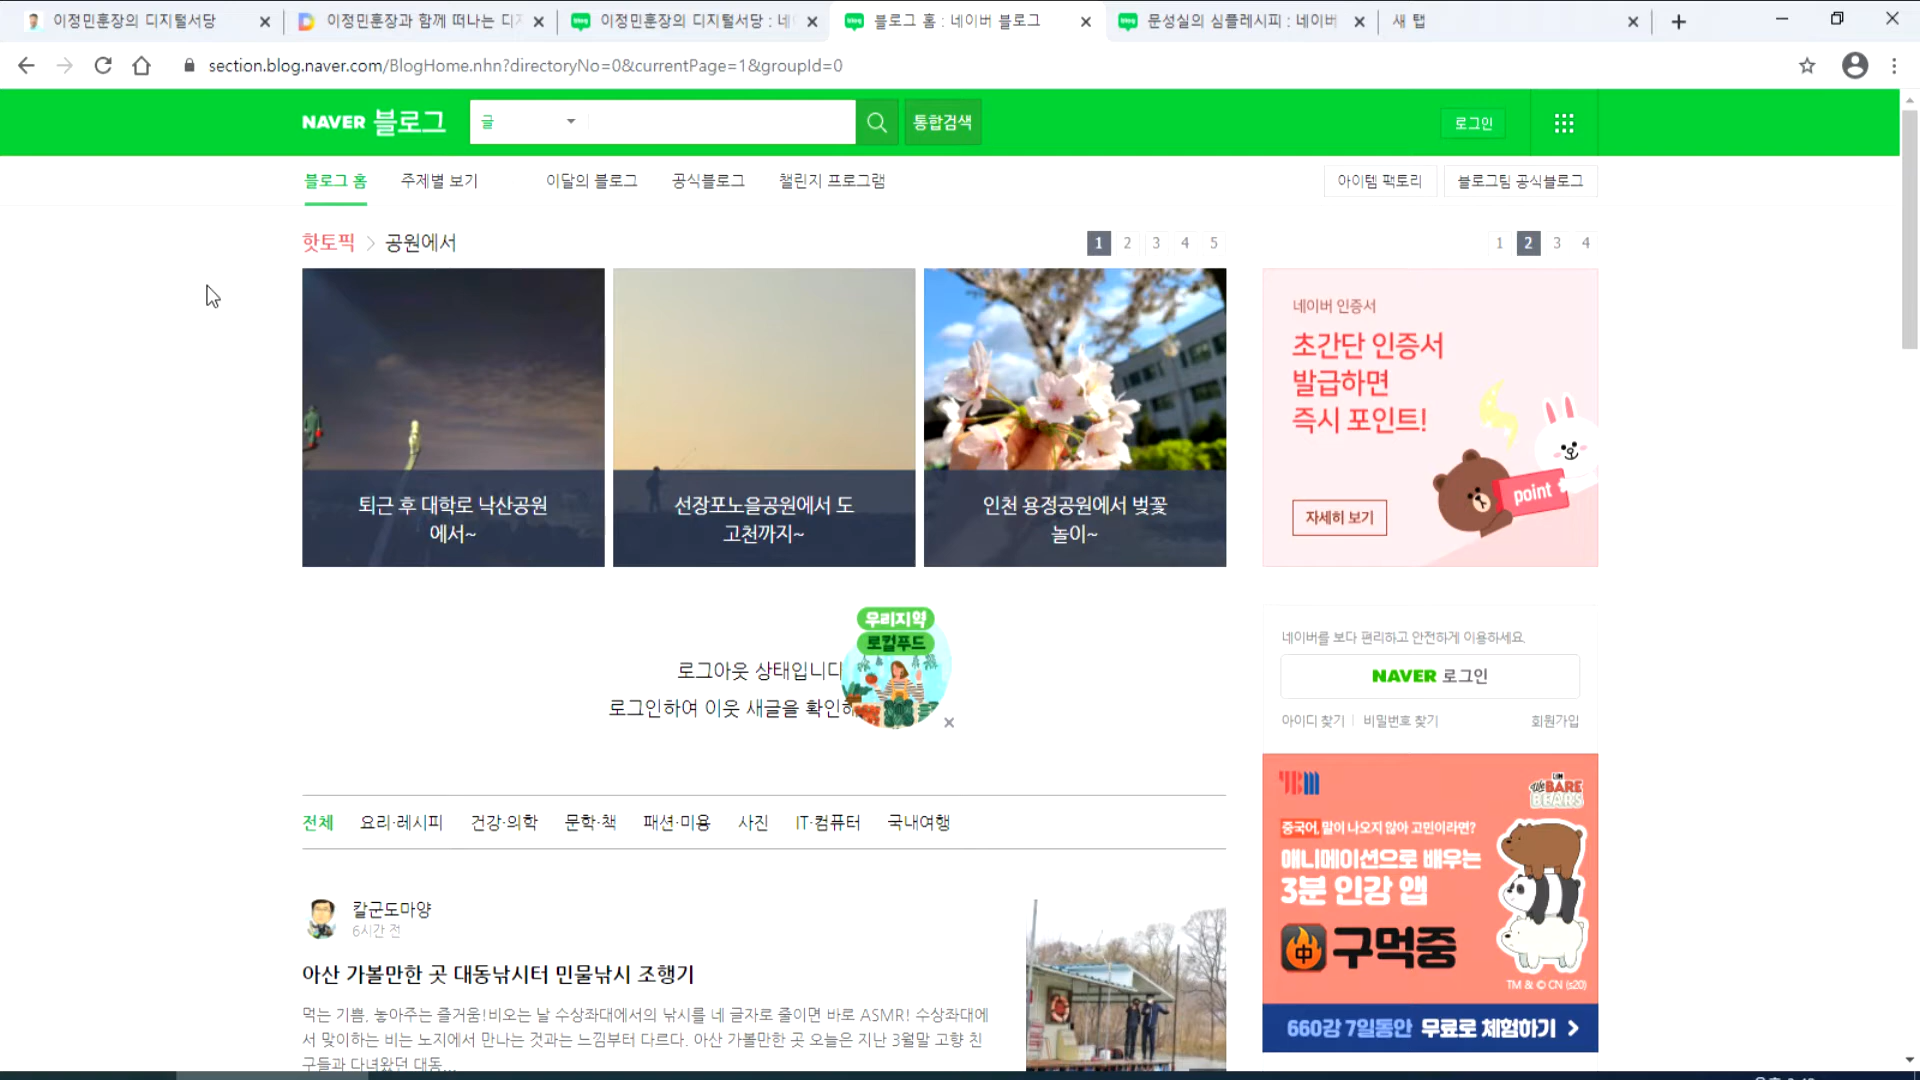 이정민훈장의 디지털서당
이정민훈장과 함께 떠나는 디지
이정민훈장의 디지털서당 : 네이
블로그 홈 : 네이버 블로그
문성실의 심플레시피 : 네이버
새 탭
section.blog.naver.com/BlogHome.nhn?directoryNo=0&currentPage=1&groupId=0
NAVER 블로그
글
통합검색
로그인
블로그 홈
주제별 보기
이달의 블로그
공식블로그
챌린지 프로그램
아이템 팩토리
블로그팀 공식블로그
핫토픽 > 공원에서
1 2 3 4 5
1 2 3 4
퇴근 후 대학로 낙산공원
에서~
선장포노을공원에서 도
고천까지~
인천 용정공원에서 벚꽃
놀이~
네이버 인증서
초간단 인증서
발급하면
즉시 포인트!
point
자세히 보기
우리지역
로컬푸드
로그아웃 상태입니다
로그인하여 이웃 새글을 확인해
네이버를 보다 편리하고 안전하게 이용하세요.
NAVER 로그인
아이디 찾기 | 비밀번호 찾기
회원가입
전체 요리·레시피 건강·의학 문학·책 패션·미용 사진 IT·컴퓨터 국내여행
YBM
We BARE
BEARS
중국어, 말이 나오지 않아 고민이라면?
애니메이션으로 배우는
3분 인강 앱
中 구먹중
TM & © CN (s20)
660강 7일동안 무료로 체험하기 >
칼군도마양
6시간 전
아산 가볼만한 곳 대동낚시터 민물낚시 조행기
먹는 기쁨, 놓아주는 즐거움!비오는 날 수상좌대에서의 낚시를 네 글자로 줄이면 바로 ASMR! 수상좌대에
서 맞이하는 비는 노지에서 만나는 것과는 느낌부터 다르다. 아산 가볼만한 곳 오늘은 지난 3월말 고향 친
구들과 다녀왔던 대동...